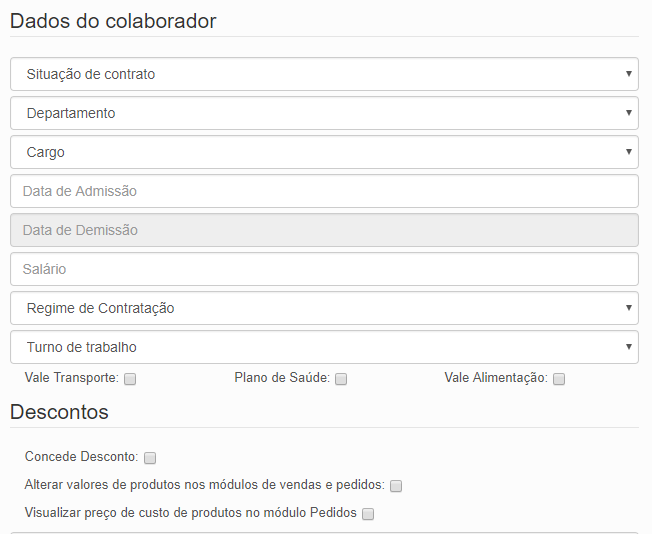 Dados do colaborador
Situação de contrato
Departamento
Cargo
Data de Admissão
Data de Demissão
Salário
Regime de Contratação
Turno de trabalho
Vale Transporte: Plano de Saúde: Vale Alimentação:
Descontos
Concede Desconto:
Alterar valores de produtos nos módulos de vendas e pedidos:
Visualizar preço de custo de produtos no módulo Pedidos